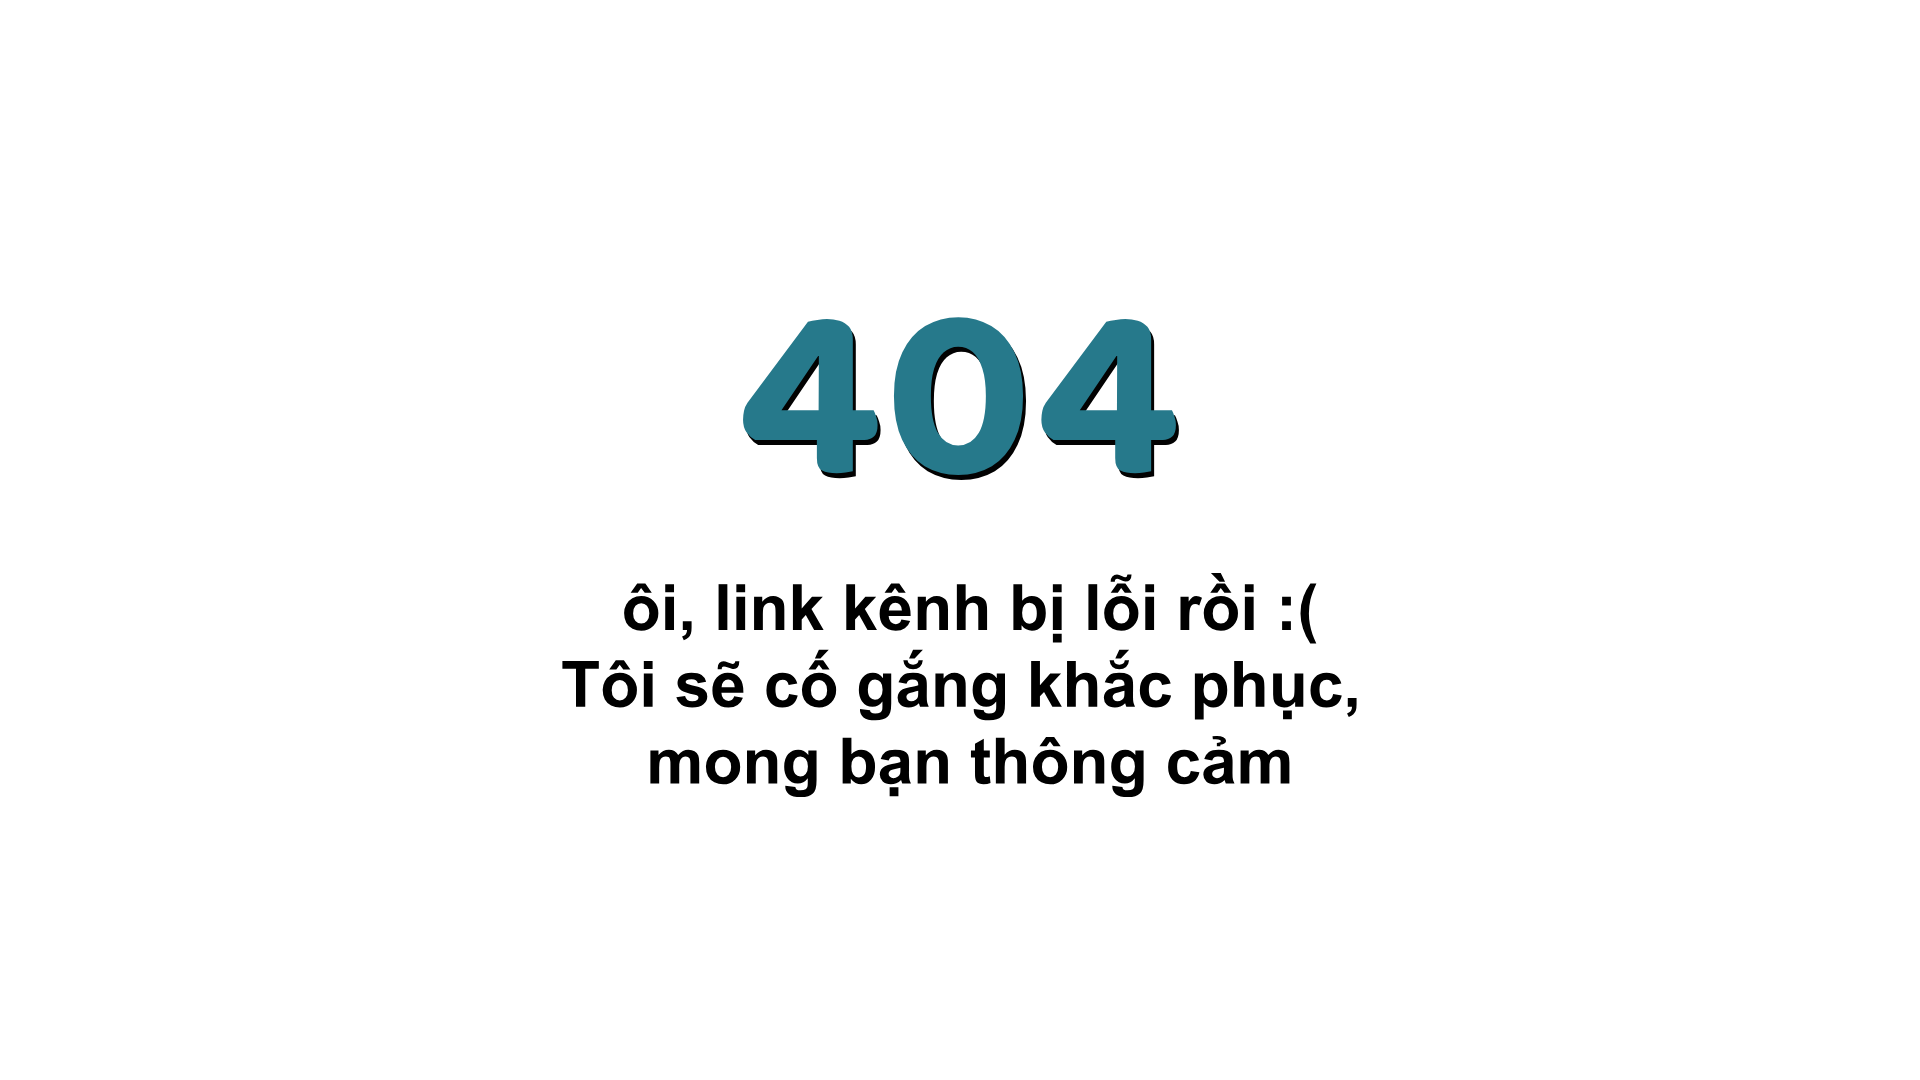 404
ôi, link kênh bị lỗi rồi :(
Tôi sẽ cố gắng khắc phục,
mong bạn thông cảm